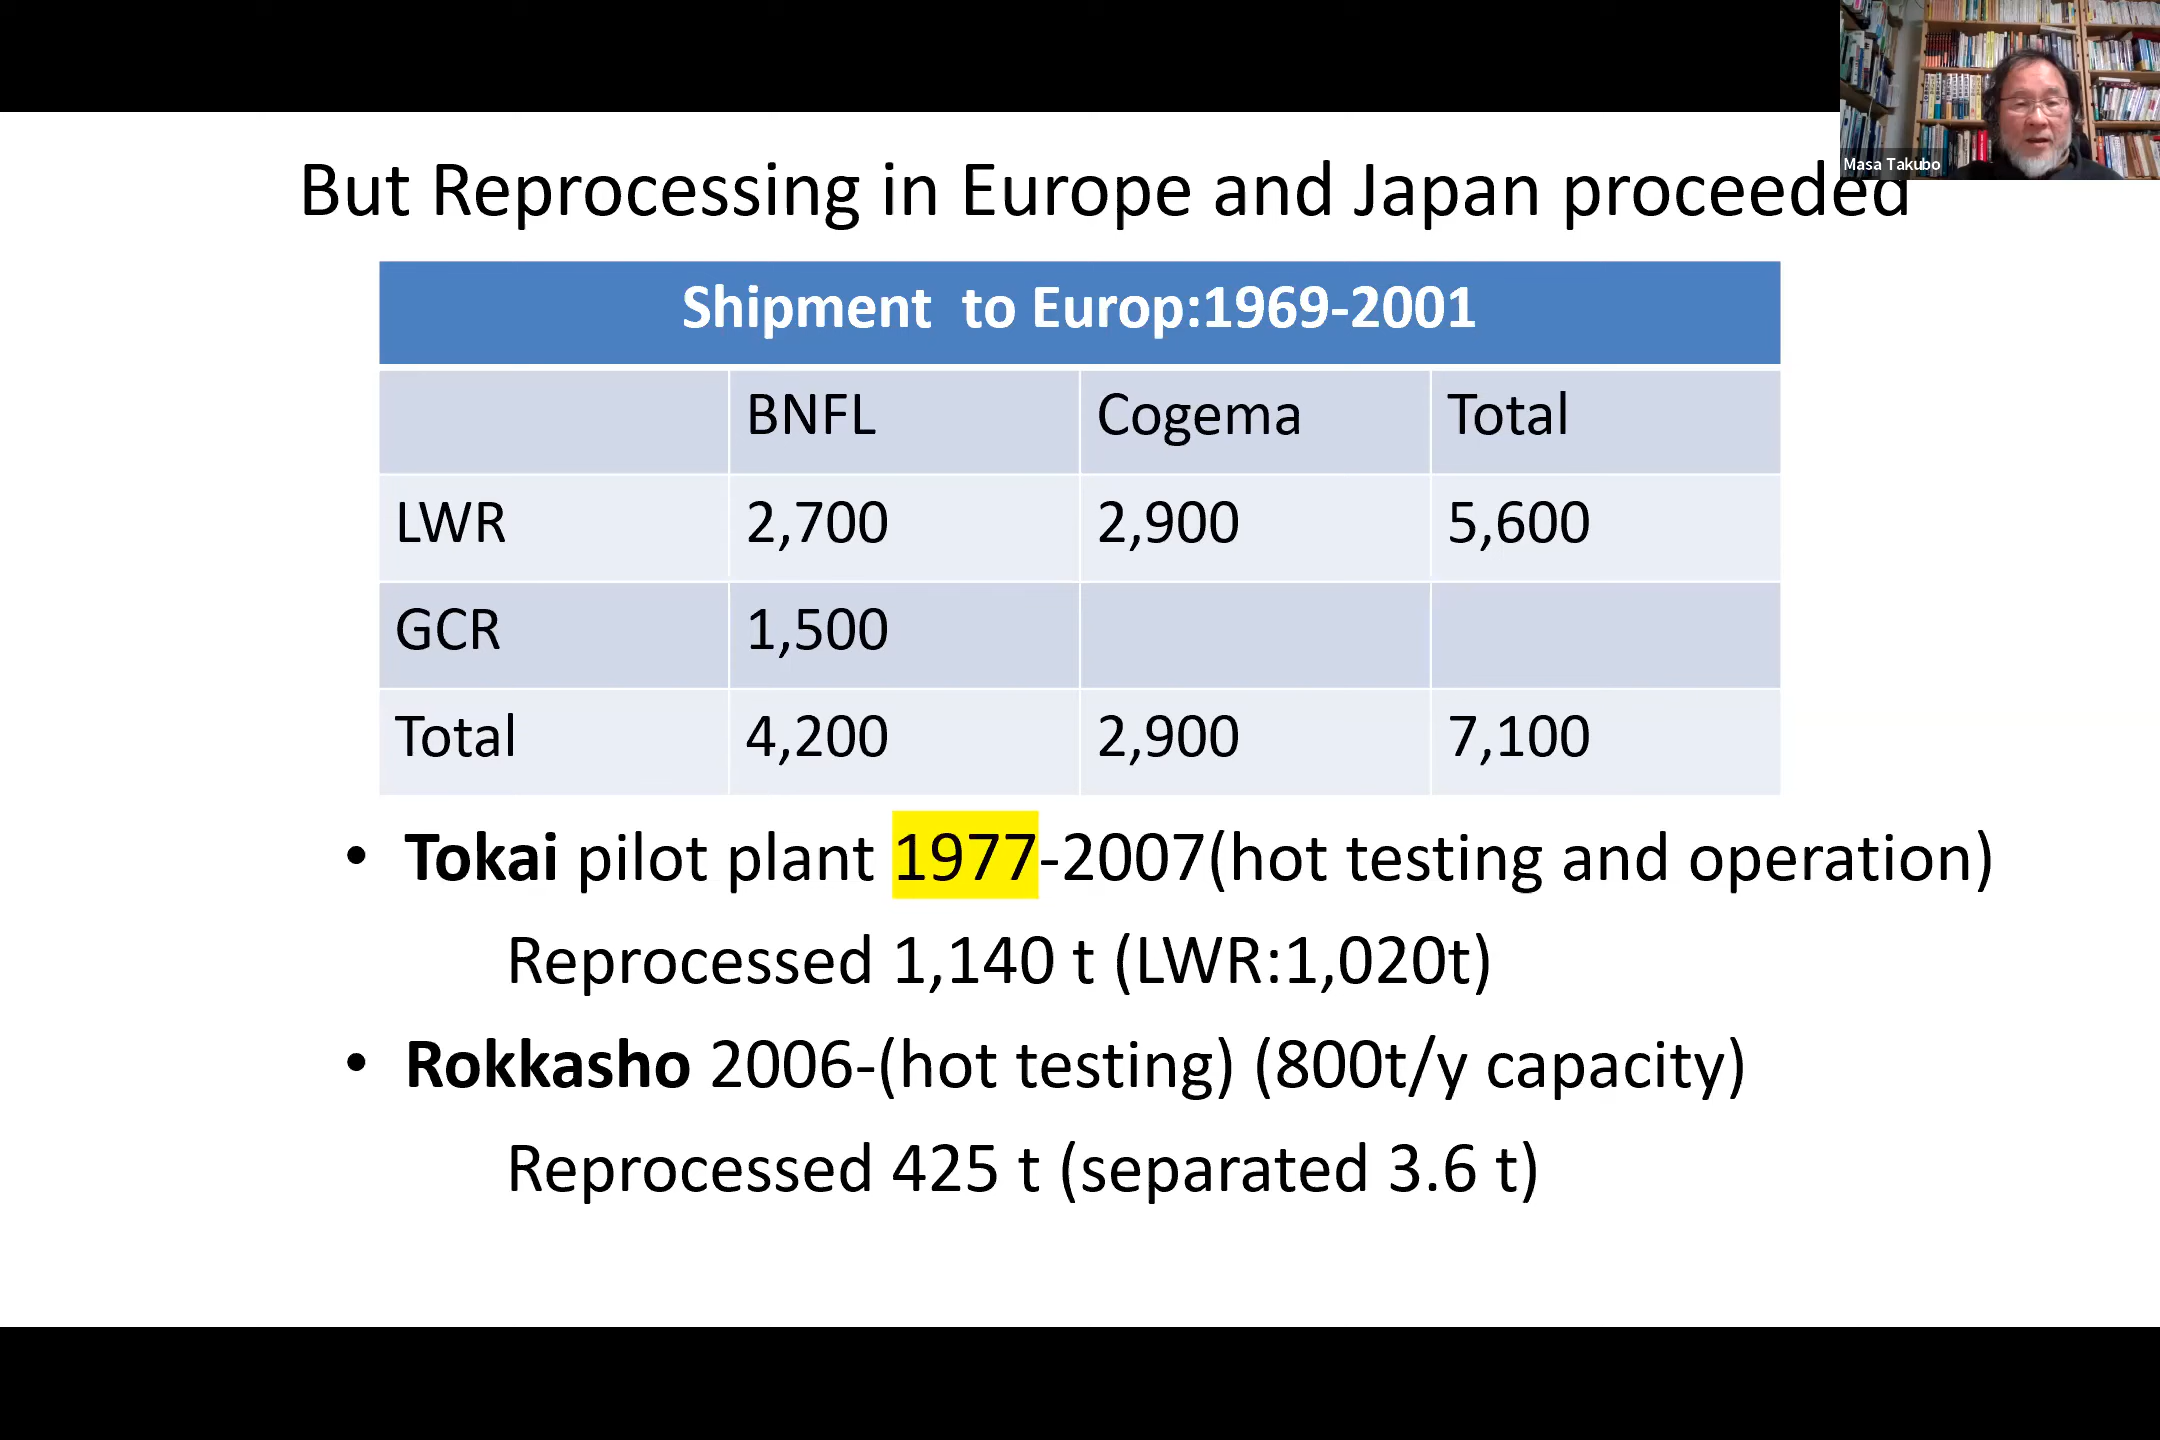 Masa Takubo
But Reprocessing in Europe and Japan proceeded
Shipment to Europ:1969-2001
BNFL Cogema Total
LWR 2,700 2,900 5,600
GCR 1,500
Total 4,200 2,900 7,100
• Tokai pilot plant 1977-2007(hot testing and operation)
Reprocessed 1,140 t (LWR:1,020t)
• Rokkasho 2006-(hot testing) (800t/y capacity)
Reprocessed 425 t (separated 3.6 t)